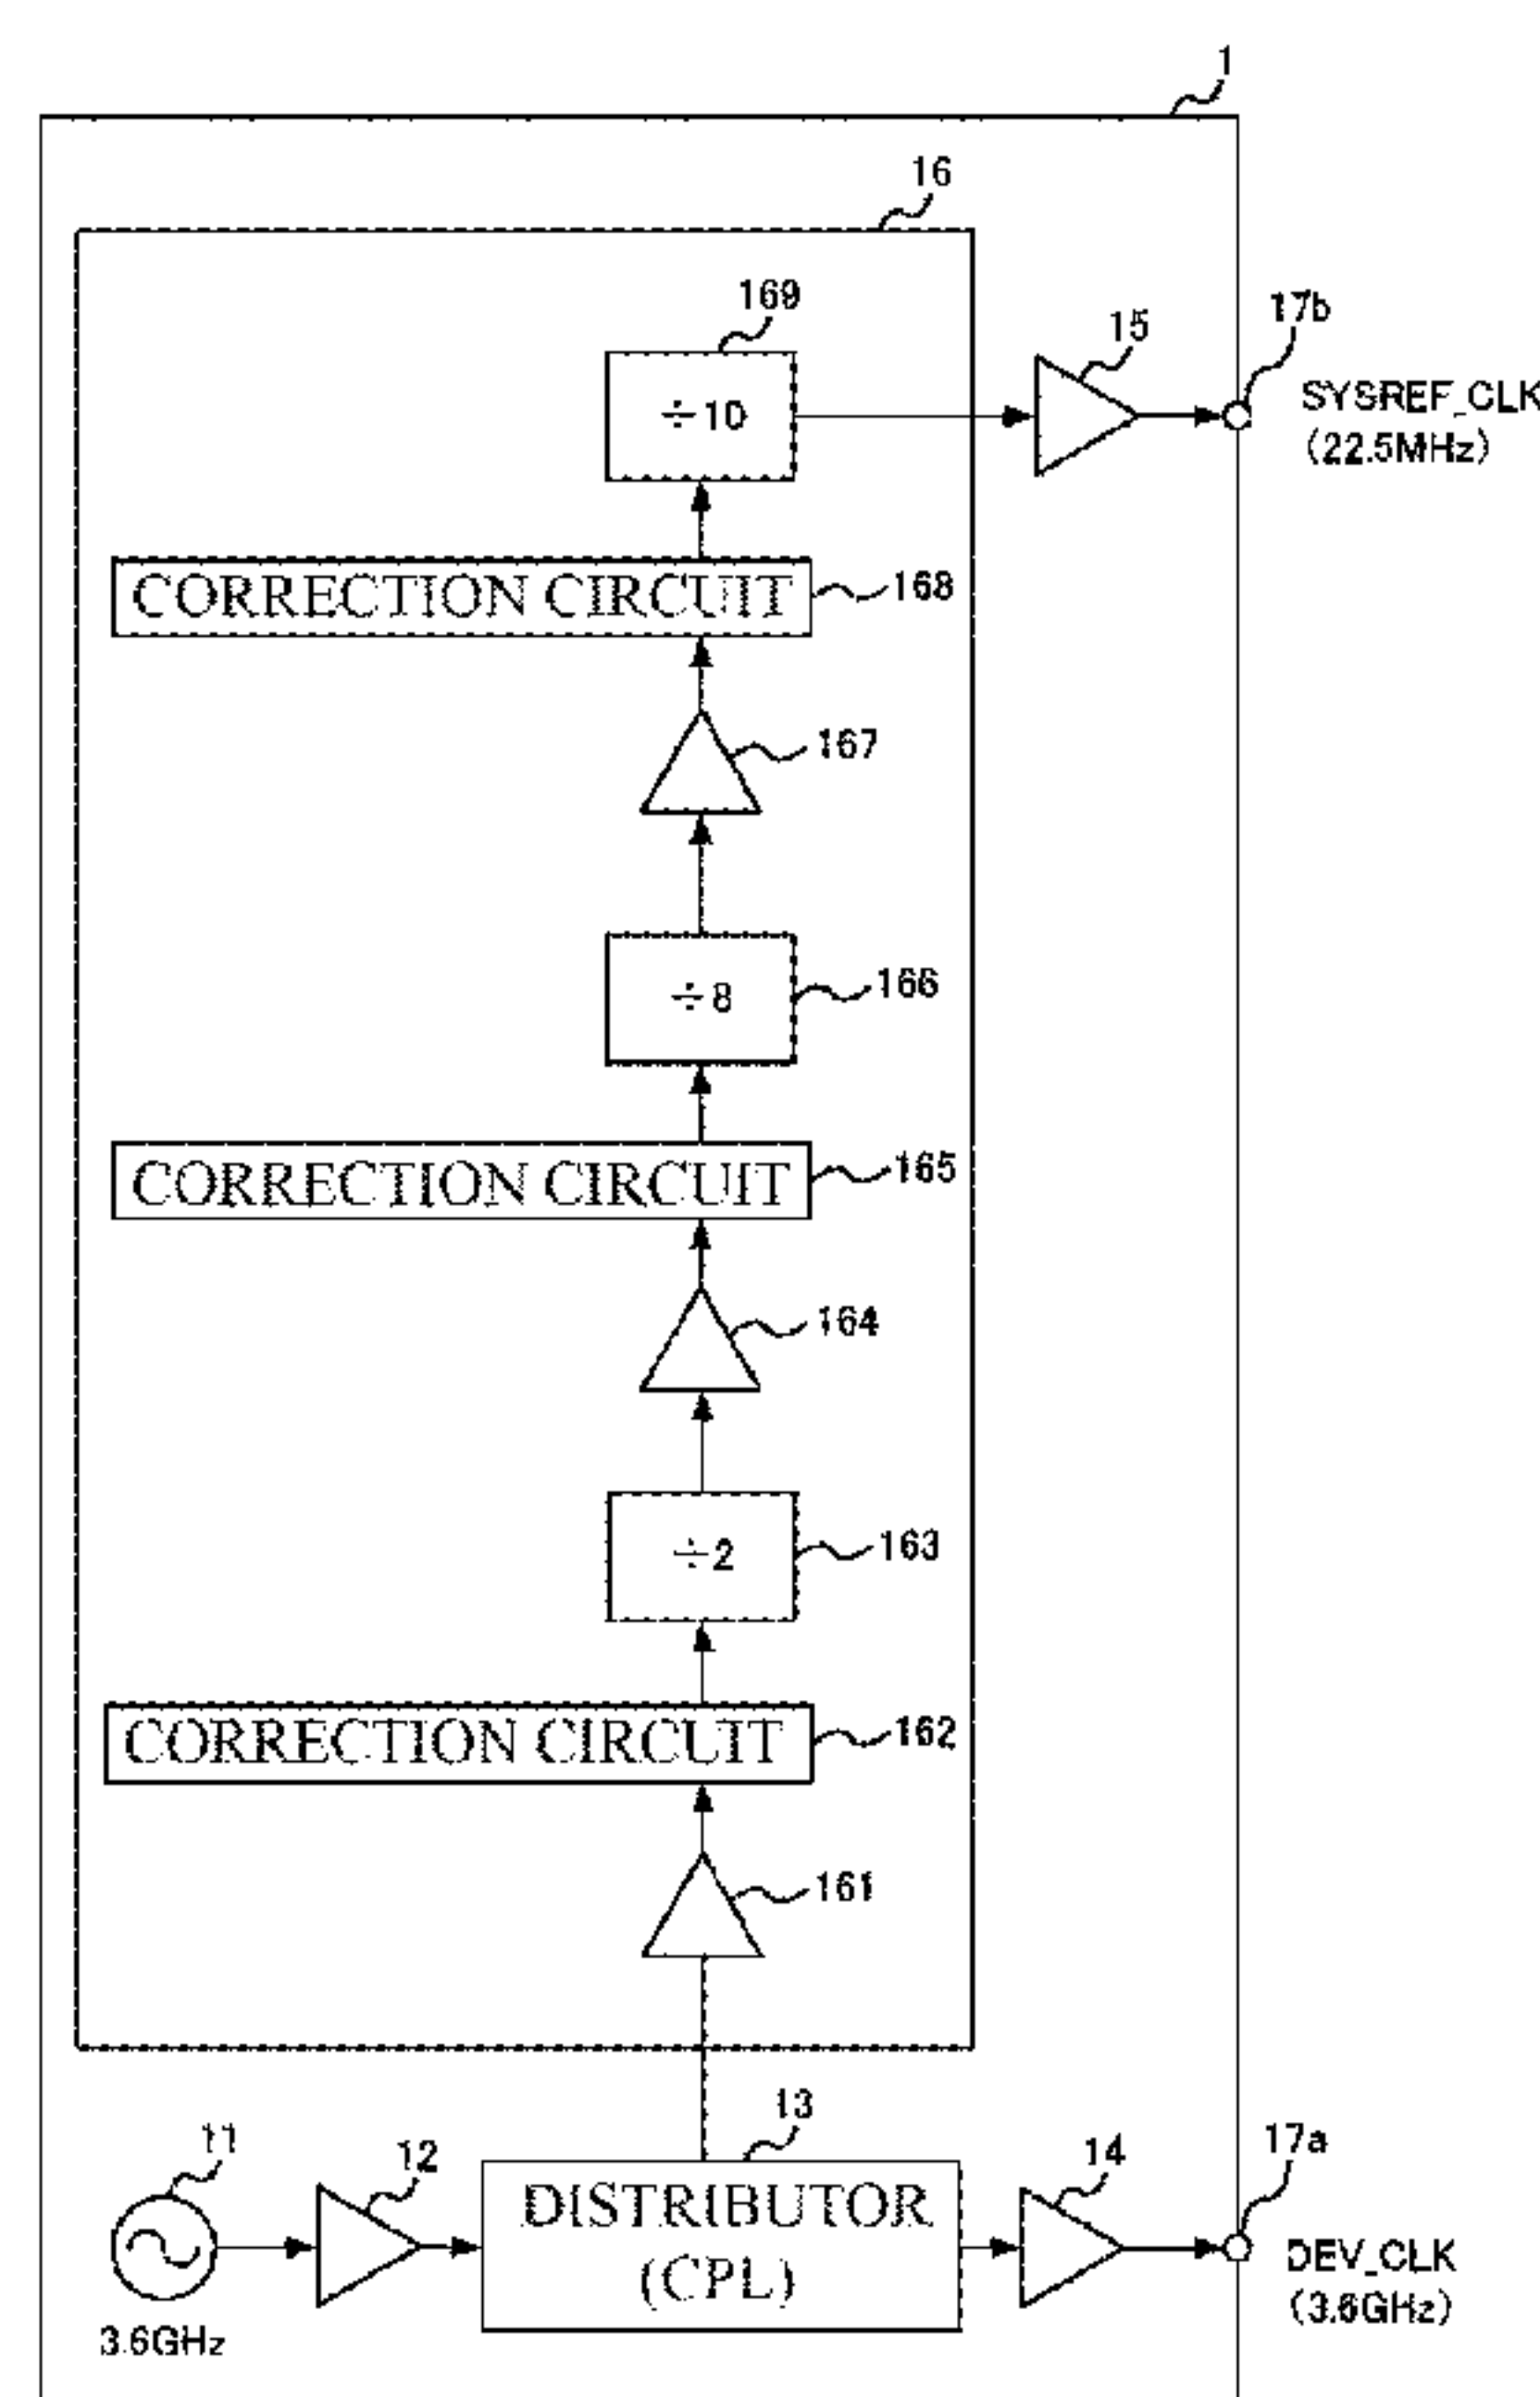 1
16
169
÷10
15
17b
SYSREF_CLK
(22.5MHz)
CORRECTION CIRCUIT
168
167
÷8
166
CORRECTION CIRCUIT
165
164
÷2
163
CORRECTION CIRCUIT
162
161
11
12
13
14
17a
DISTRIBUTOR
(CPL)
3.6GHz
DEV_CLK
(3.6GHz)